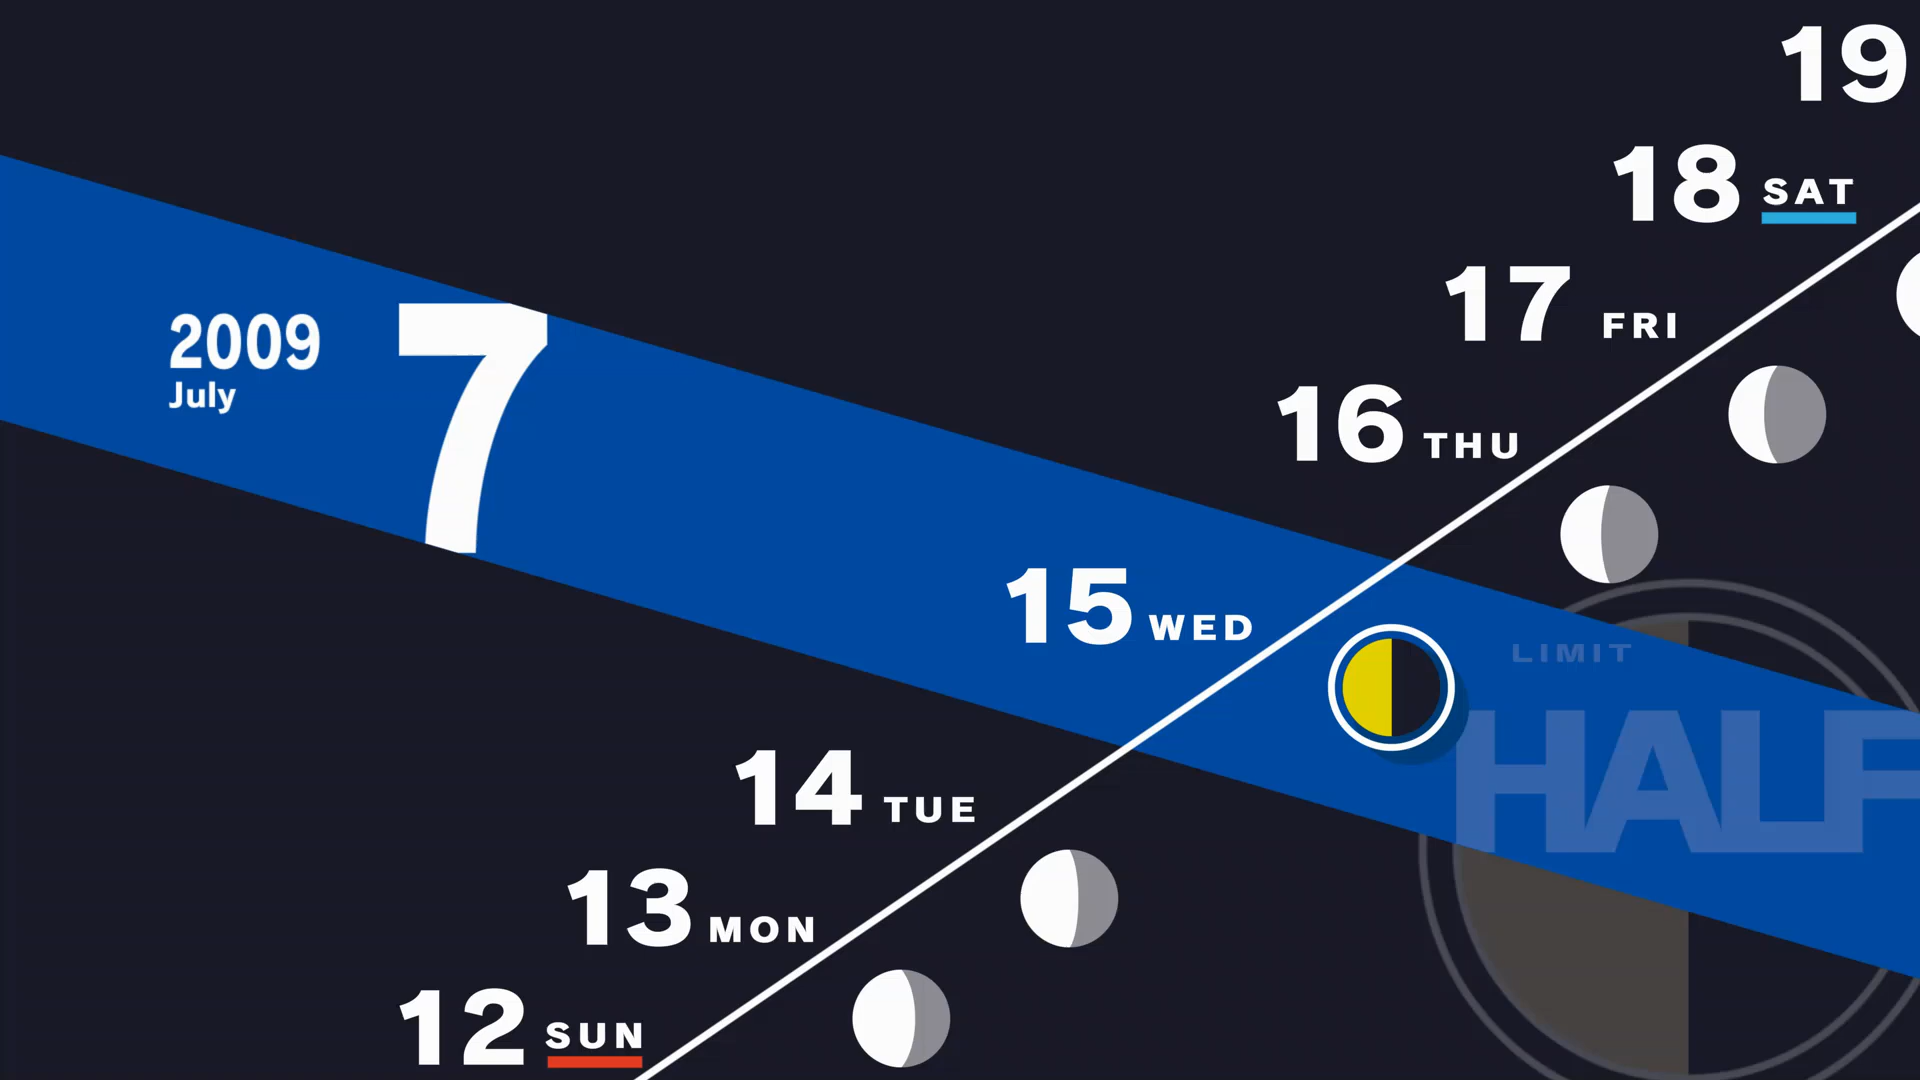 19
18 SAT
17 FRI
2009
July
7
16 THU
15 WED
LIMIT
HALF
14 TUE
13 MON
12 SUN